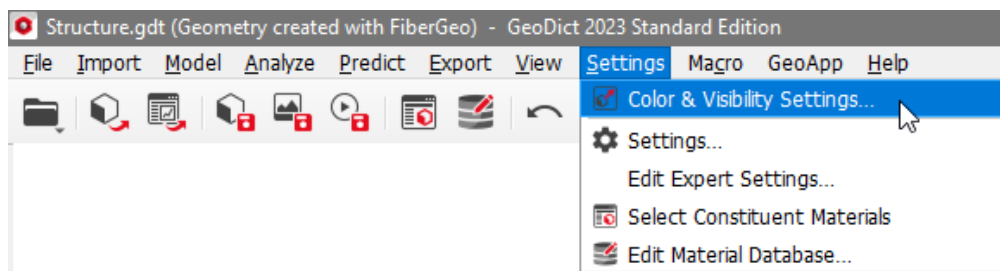 Structure.gdt (Geometry created with FiberGeo) - GeoDict 2023 Standard Edition
File Import Model Analyze Predict Export View Settings Macro GeoApp Help
Color & Visibility Settings...
Settings...
Edit Expert Settings...
Select Constituent Materials
Edit Material Database...